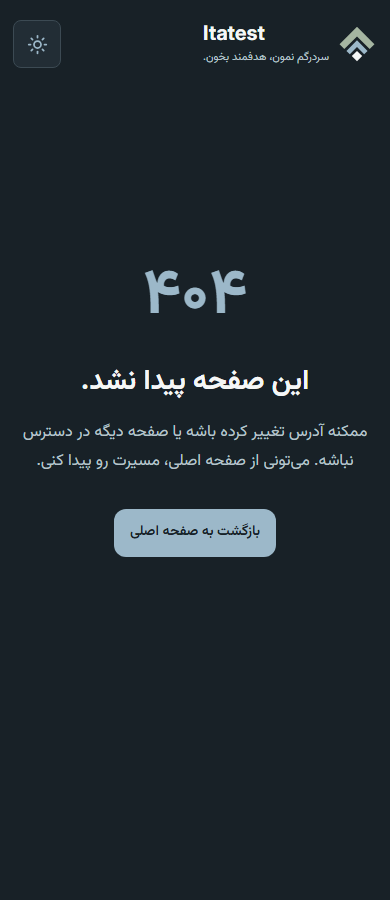 Itatest
سردرگم نمون، هدفمند بخون.
۴۰۴
این صفحه پیدا نشد.
ممکنه آدرس تغییر کرده باشه یا صفحه دیگه در دسترس
نباشه. می‌تونی از صفحه اصلی، مسیرت رو پیدا کنی.
بازگشت به صفحه اصلی